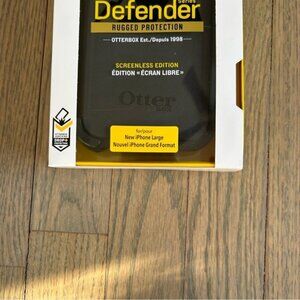 Defender
Series
RUGGED PROTECTION
OTTERBOX Est./Depuis 1998
SCREENLESS EDITION
ÉDITION « ÉCRAN LIBRE »
Otter
for/pour
New iPhone Large
Nouvel iPhone Grand Format